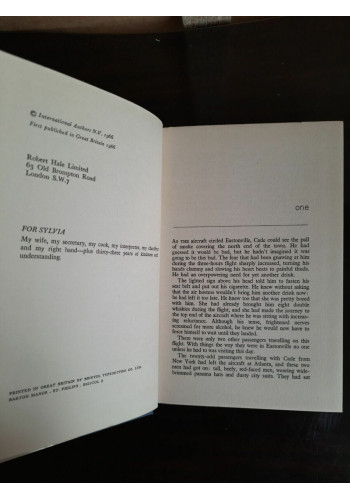 © International Authors N.V. 1966
First published in Great Britain 1966
Robert Hale Limited
63 Old Brompton Road
London S.W.7
FOR SYLVIA
My wife, my secretary, my cook, my interpreter, my chauffeur
and my right hand—plus thirty-three years of patient
understanding.
PRINTED IN GREAT BRITAIN BY BRISTOL TYPESETTING CO. LTD.
BARTON MANOR - ST. PHILIPS - BRISTOL 2
one
As the aircraft circled Eastonville, Cade could see the pall
of smoke covering the north end of the town. He had
guessed it would be bad, but he hadn't imagined it was
going to be this bad. The fear that had been growing in him
during the three-hour flight sharply increased, turning his
hands clammy and slowing his heart beats to painful thuds.
He had an overpowering need for yet another drink.
The lighted sign above his head told him to fasten his
seat belt and put out his cigarette. He knew without asking
that the air hostess wouldn't bring him another drink now:
he had left it too late. He knew too that she was pretty bored
with him. She had already brought him eight double
whiskies during the flight, and she had made the journey to
the top end of the aircraft where he was sitting with increas-
ing reluctance. Although his tense, frightened nerves
screamed for more alcohol, he knew he would now have to
force himself to wait until they landed.
There were only two other passengers travelling on this
flight. With things the way they were in Eastonville no one
unless he had to was visiting this day.
The twenty-odd passengers travelling with Cade from
New York had left the aircraft at Atlanta, and these two
men had got on: tall, beefy, red-faced men, wearing wide-
brimmed panama hats and dusty city suits. They had sat